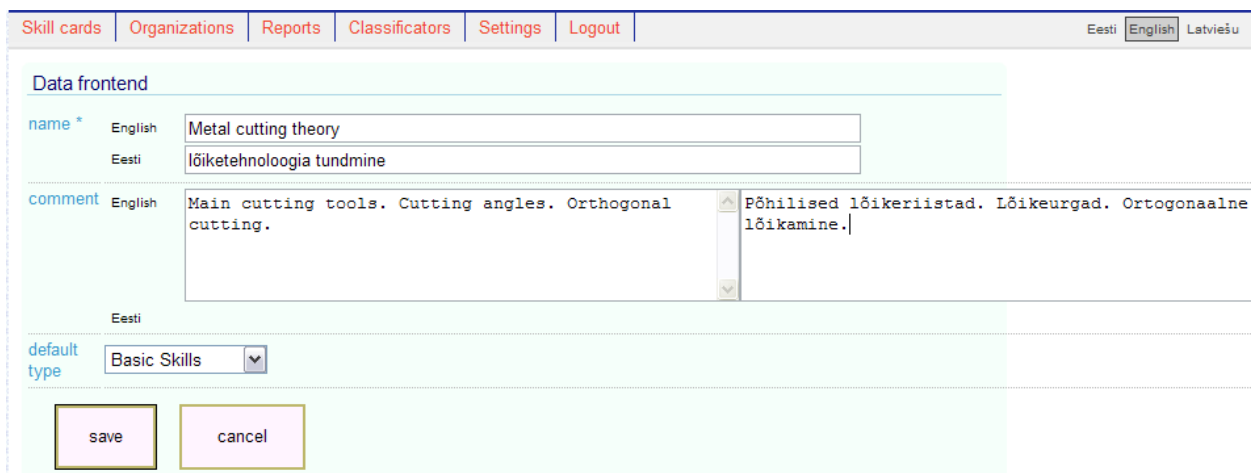 Skill cards Organizations Reports Classificators Settings Logout Eesti English Latviešu
Data frontend
name * English Metal cutting theory
Eesti lõiketehnoloogia tundmine
comment English Main cutting tools. Cutting angles. Orthogonal
cutting.
Põhilised lõikeriistad. Lõikeurgad. Ortogonaalne
lõikamine.
Eesti
default
type Basic Skills
save cancel